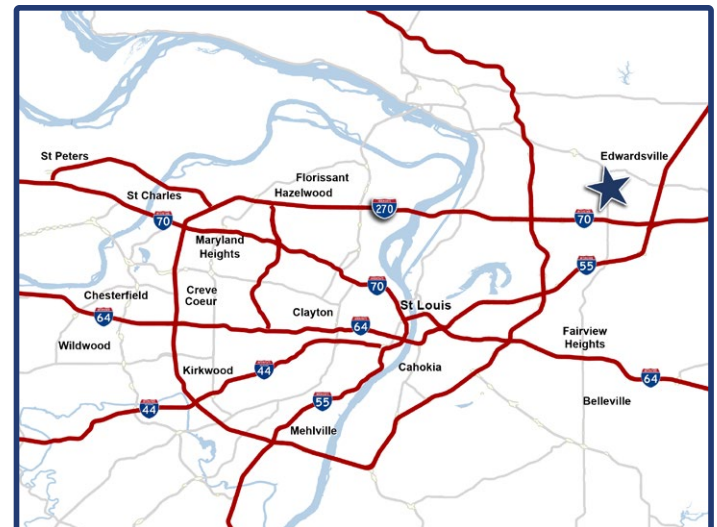 Edwardsville
St Peters
Florissant
Hazelwood
St Charles
270
70
70
Maryland
Heights
55
70
Chesterfield
Creve
Coeur
St Louis
Clayton
64
64
Fairview
Heights
Wildwood
Kirkwood
44
Cahokia
64
44
55
Belleville
Mehlville